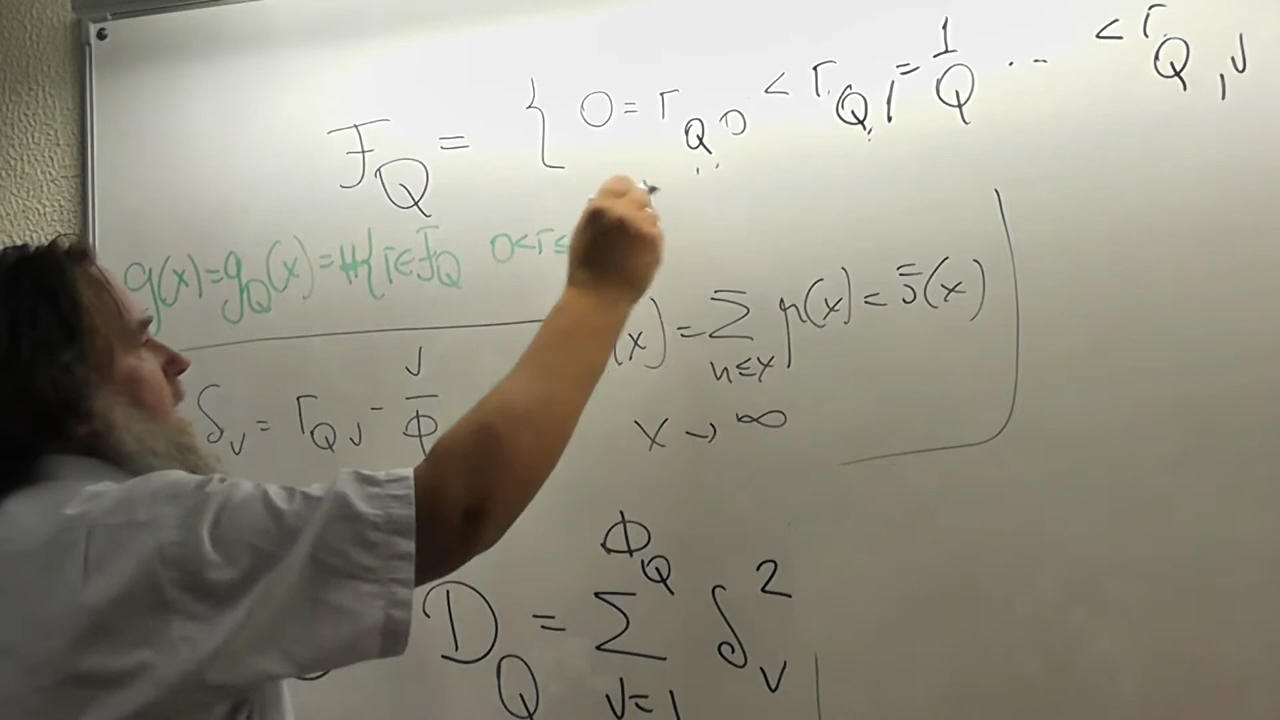 F_Q = { 0 = r_{Q,0} < r_{Q,1} = 1/Q ... < r_{Q,ν}
g(x) = g_Q(x) = #{ r ∈ F_Q 0 < r ≤
(x) = Σ_{n≤x} μ(x) = ō(x)
δ_ν = r_{Qν} - ν/Φ
x → ∞
D_Q = Σ_{ν=1}^{Φ_Q} δ_ν^2